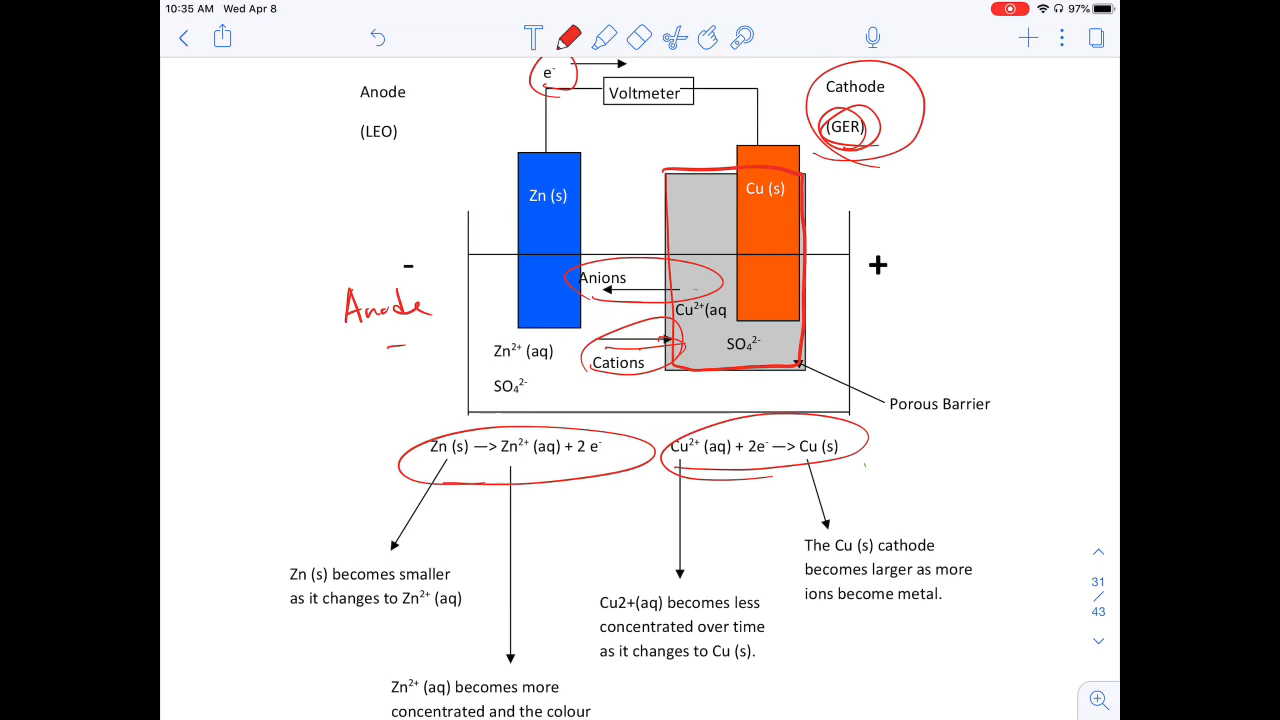 10:35 AM Wed Apr 8
97%
e⁻
Anode
Voltmeter
Cathode
(LEO)
(GER)
Zn (s)
Cu (s)
-
+
Anions
Anode
-
Cu²⁺(aq
Zn²⁺ (aq)
SO₄²⁻
Cations
SO₄²⁻
Porous Barrier
Zn (s) —> Zn²⁺ (aq) + 2 e⁻
Cu²⁺ (aq) + 2e⁻ —> Cu (s)
Zn (s) becomes smaller
as it changes to Zn²⁺ (aq)
The Cu (s) cathode
becomes larger as more
ions become metal.
Cu2+(aq) becomes less
concentrated over time
as it changes to Cu (s).
Zn²⁺ (aq) becomes more
concentrated and the colour
31
/
43